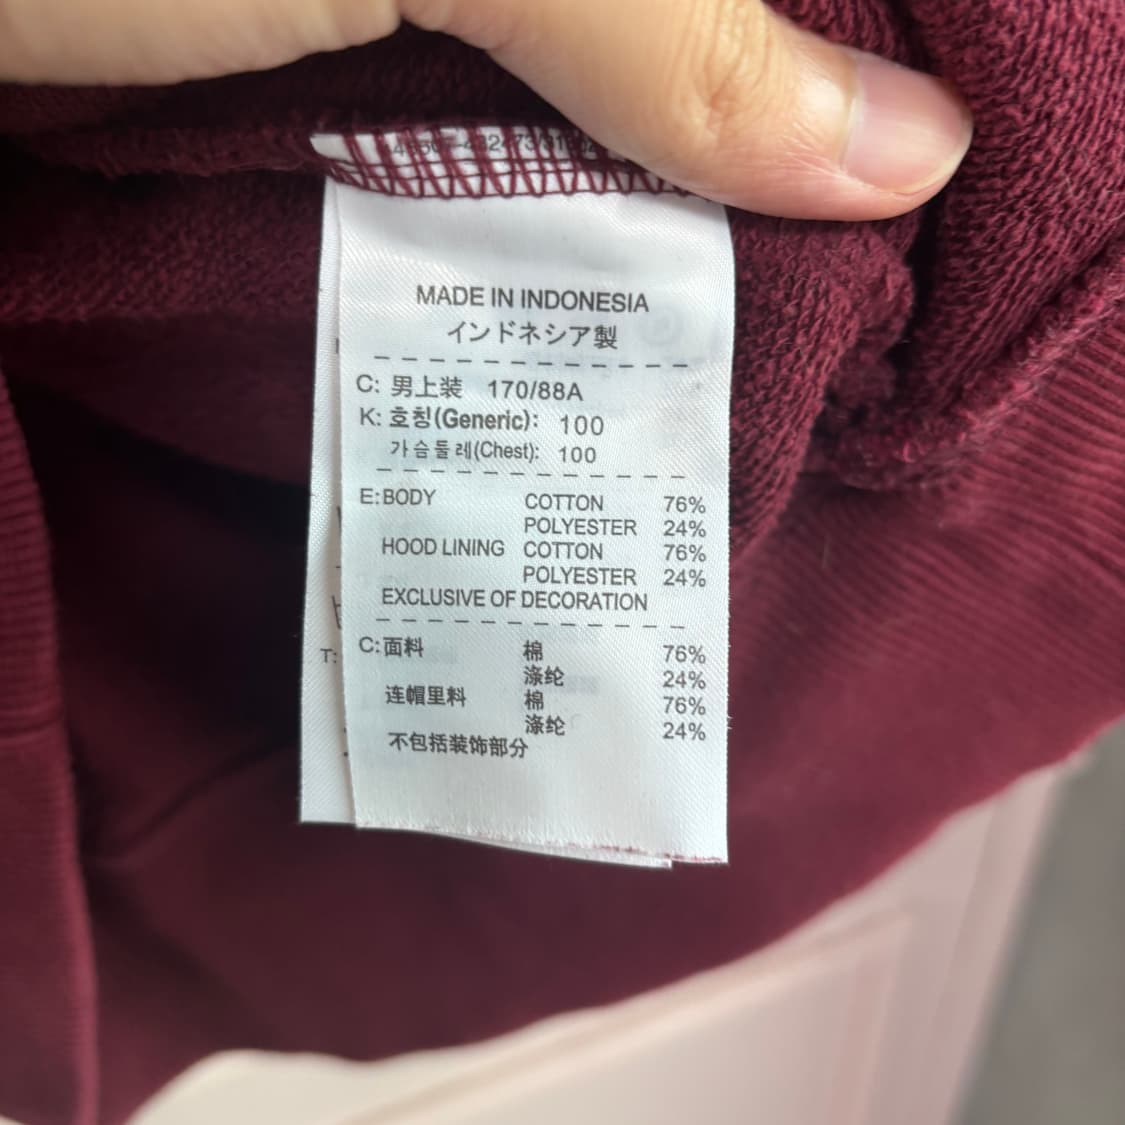 MADE IN INDONESIA
インドネシア製
C: 男上装 170/88A
K: 호칭(Generic): 100
가슴둘레(Chest): 100
E: BODY COTTON 76%
POLYESTER 24%
HOOD LINING COTTON 76%
POLYESTER 24%
EXCLUSIVE OF DECORATION
C: 面料 棉 76%
涤纶 24%
连帽里料 棉 76%
涤纶 24%
不包括装饰部分
T: